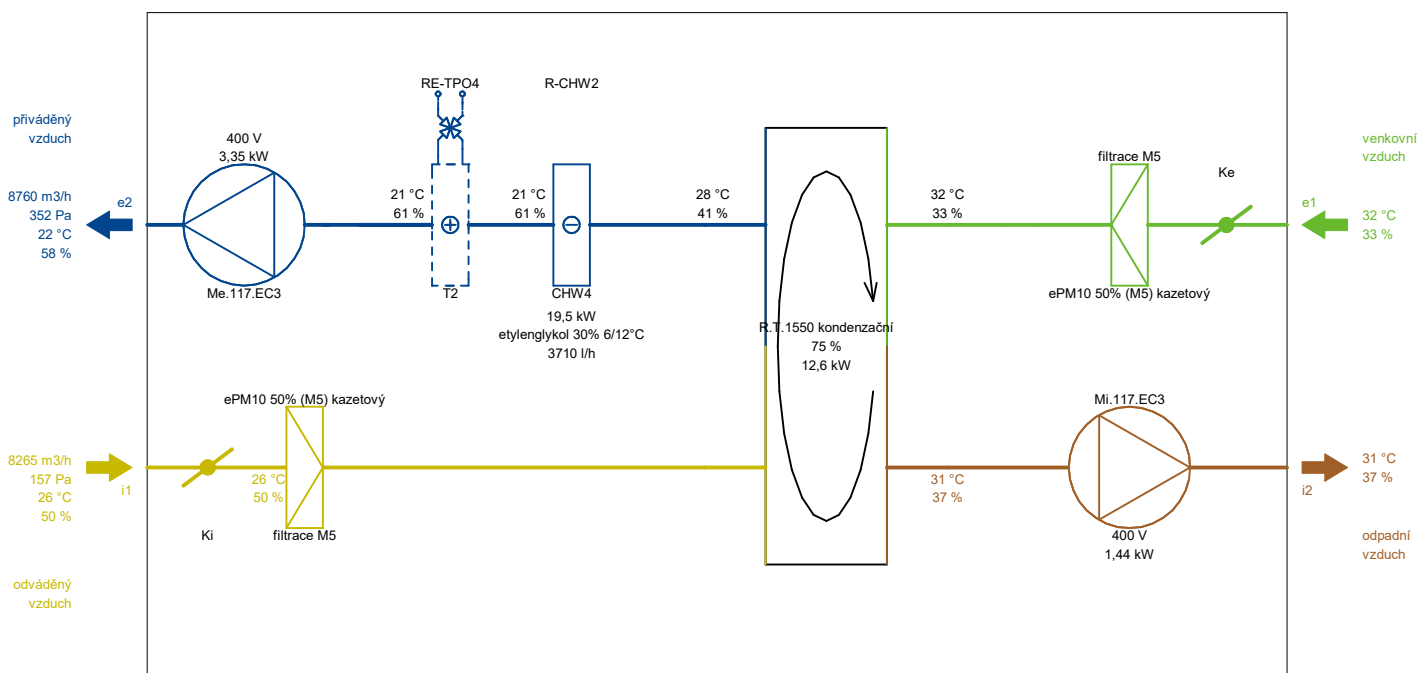 RE-TPO4
R-CHW2
přiváděný
vzduch
400 V
3,35 kW
8760 m3/h
352 Pa
22 °C
58 %
e2
21 °C
61 %
21 °C
61 %
28 °C
41 %
32 °C
33 %
filtrace M5
Ke
venkovní
vzduch
e1
32 °C
33 %
Me.117.EC3
T2
CHW4
19,5 kW
etylenglykol 30% 6/12°C
3710 l/h
ePM10 50% (M5) kazetový
R.T.1550 kondenzační
75 %
12,6 kW
ePM10 50% (M5) kazetový
Mi.117.EC3
8265 m3/h
157 Pa
26 °C
50 %
i1
26 °C
50 %
Ki
filtrace M5
31 °C
37 %
400 V
1,44 kW
i2
31 °C
37 %
odváděný
vzduch
odpadní
vzduch